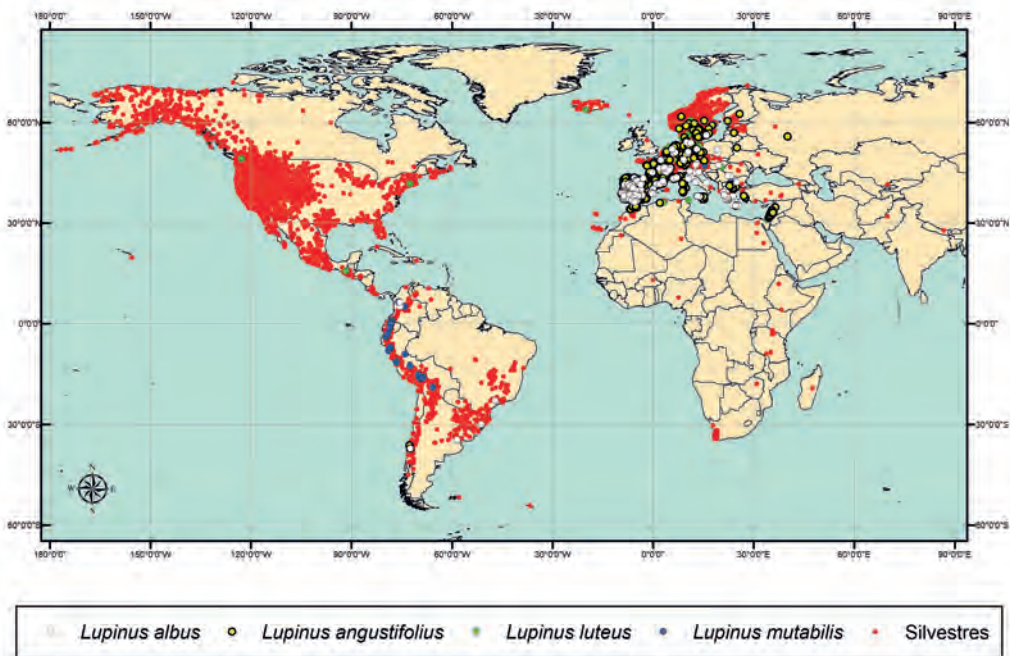 180°0'0" 150°0'0"W 120°0'0"W 90°0'0"W 60°0'0"W 30°0'0"W 0°0'0" 30°0'0"E 60°0'0"E 90°0'0"E
60°0'0"N 60°0'0"N
30°0'0"N 30°0'0"N
0°0'0" 0°0'0"
30°0'0"S 30°0'0"S
N
W E
S
60°0'0"S 60°0'0"S
180°0'0" 150°0'0"W 120°0'0"W 90°0'0"W 60°0'0"W 30°0'0"W 0°0'0" 30°0'0"E 60°0'0"E 90°0'0"E
Lupinus albus Lupinus angustifolius Lupinus luteus Lupinus mutabilis Silvestres